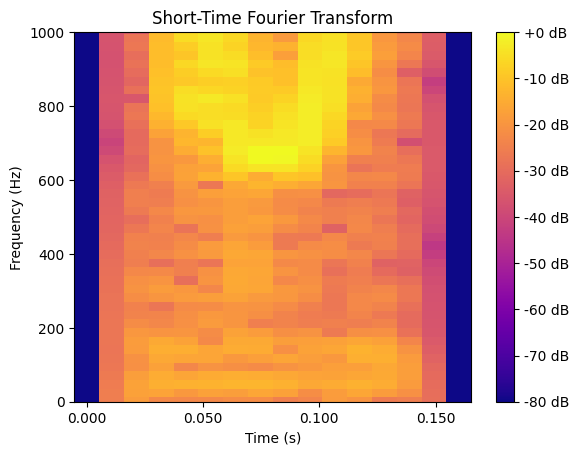 Short-Time Fourier Transform
1000
800
600
400
200
0
Frequency (Hz)
0.000
0.050
0.100
0.150
Time (s)
+0 dB
-10 dB
-20 dB
-30 dB
-40 dB
-50 dB
-60 dB
-70 dB
-80 dB